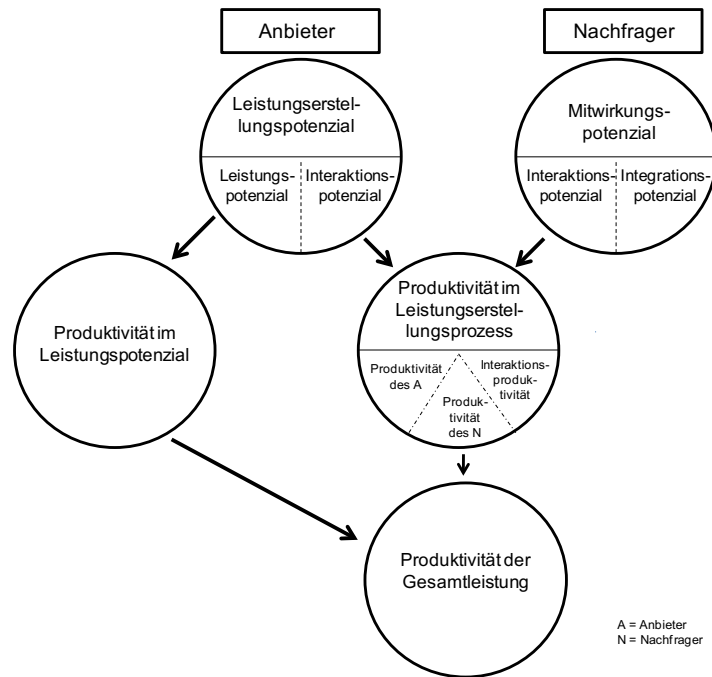 Anbieter
Nachfrager
Leistungserstel-
lungspotenzial
Leistungs-
potenzial
Interaktions-
potenzial
Mitwirkungs-
potenzial
Interaktions-
potenzial
Integrations-
potenzial
Produktivität im
Leistungspotenzial
Produktivität im
Leistungserstel-
lungsprozess
Produktivität
des A
Produk-
tivität
des N
Interaktions-
produk-
tivität
Produktivität der
Gesamtleistung
A = Anbieter
N = Nachfrager